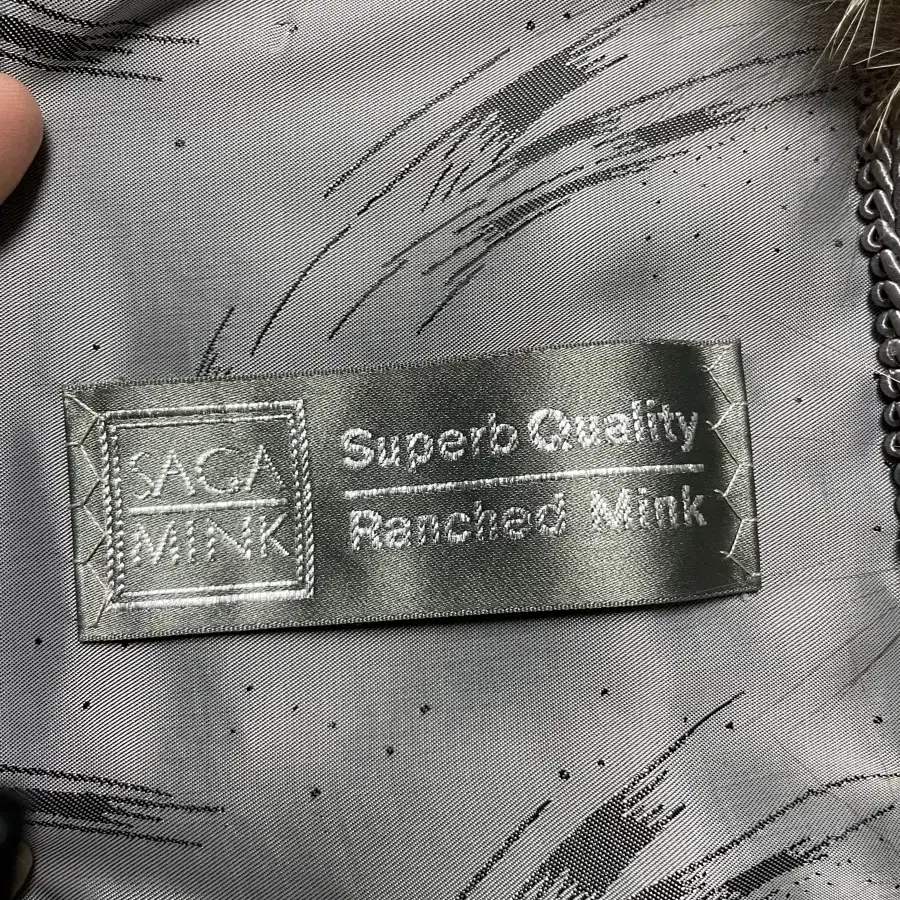 SAGA
MINK
Superb Quality
Ranched Mink